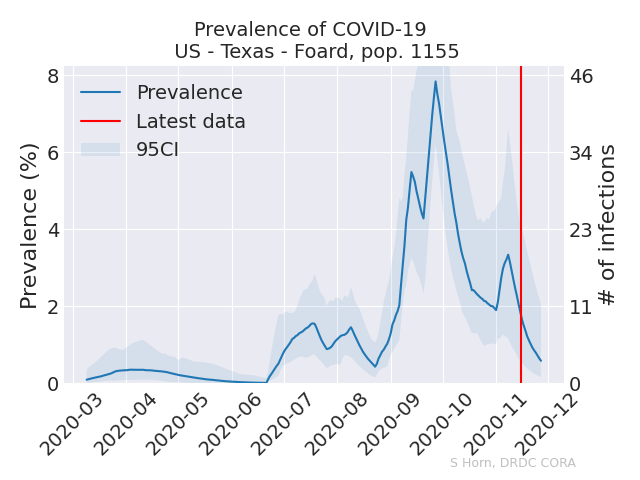 Prevalence of COVID-19
US - Texas - Foard, pop. 1155
Prevalence (%)
8
6
4
2
0
Prevalence
Latest data
95CI
46
34
23
11
0
# of infections
2020-03
2020-04
2020-05
2020-06
2020-07
2020-08
2020-09
2020-10
2020-11
2020-12
S Horn, DRDC CORA